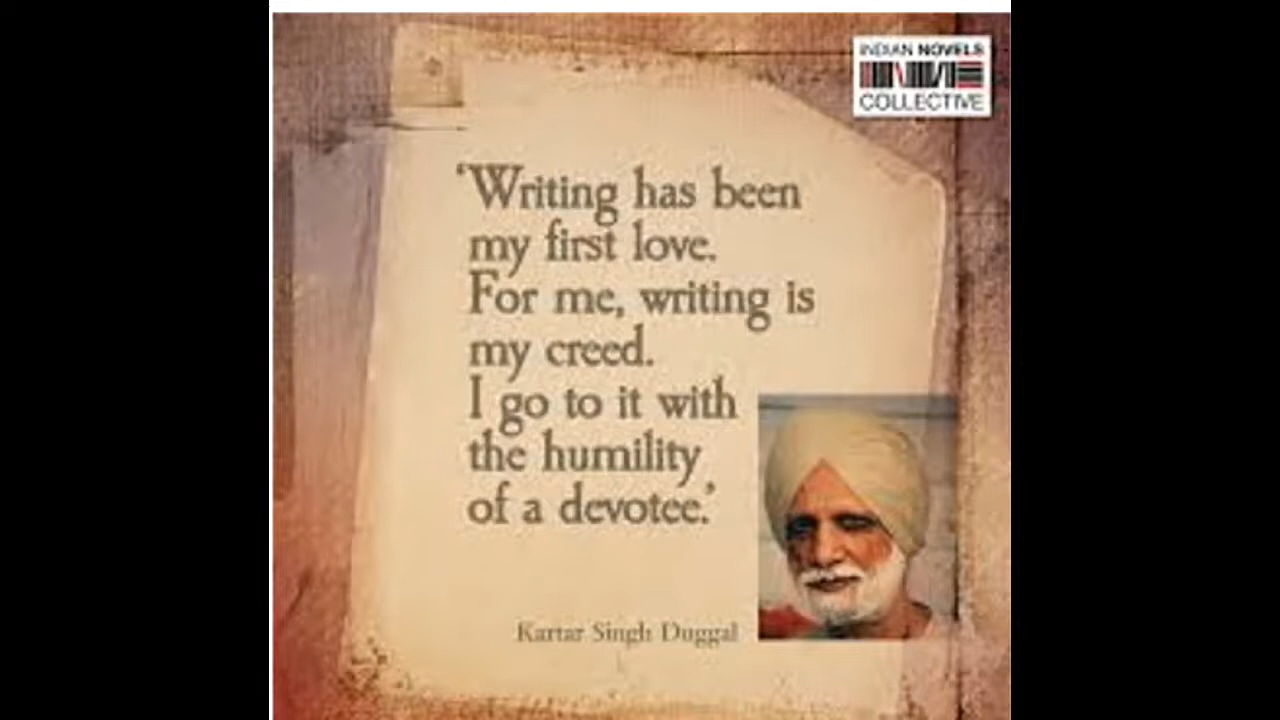 INDIAN NOVELS
COLLECTIVE
‘Writing has been
my first love.
For me, writing is
my creed.
I go to it with
the humility
of a devotee.’
Kartar Singh Duggal